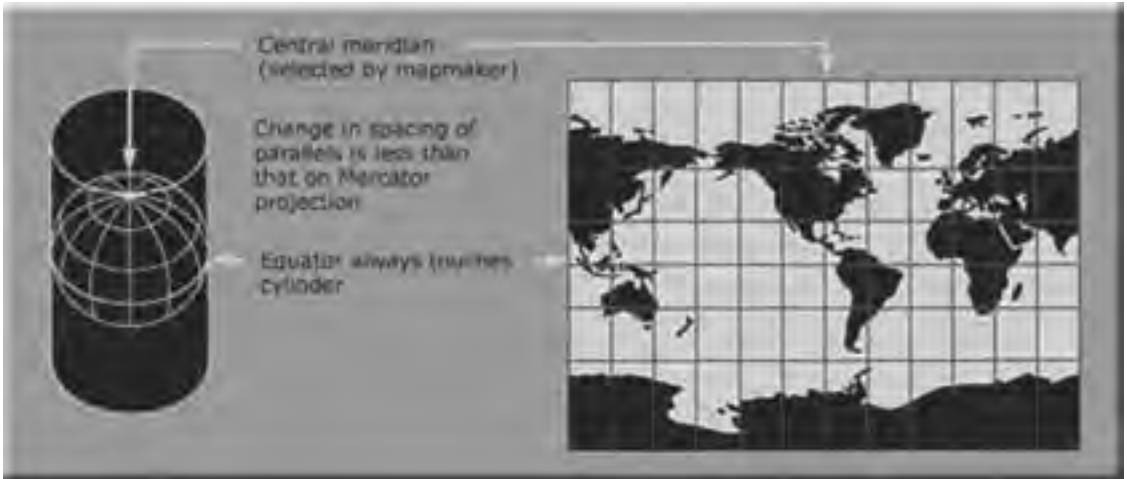 Central meridian
(selected by mapmaker)
Change in spacing of
parallels is less than
that on Mercator
projection
Equator always touches
cylinder